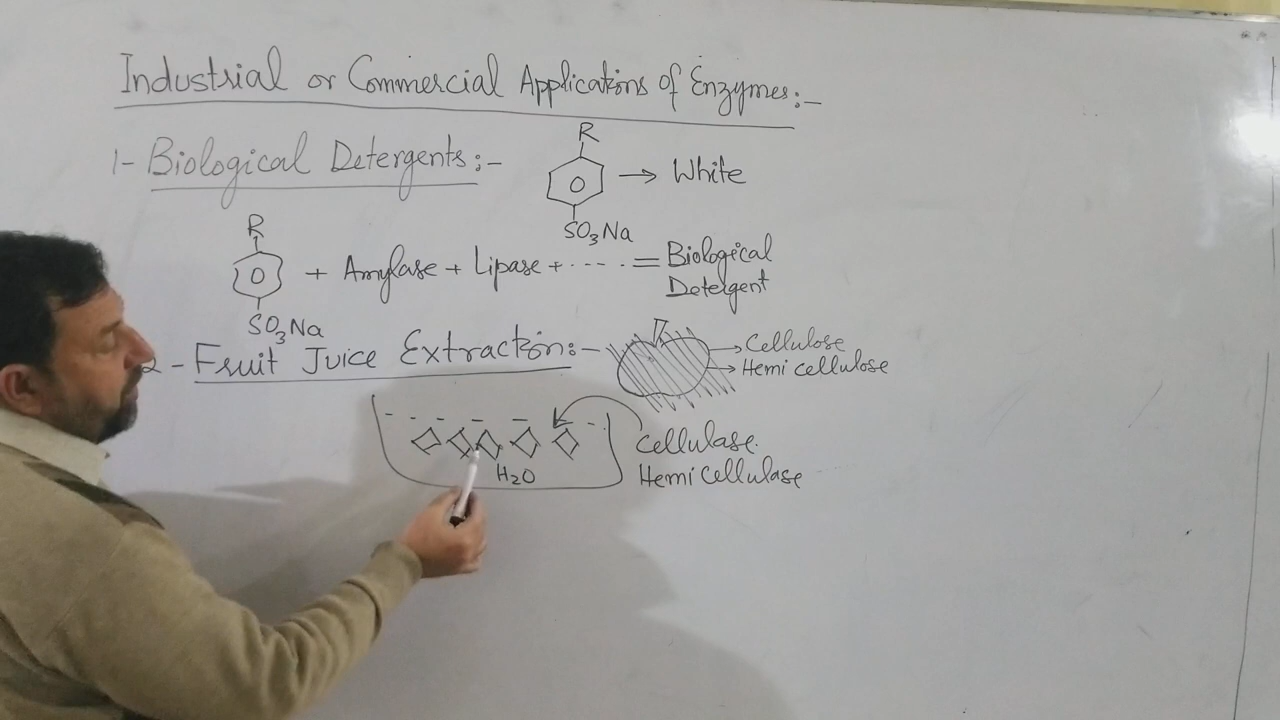 Industrial or Commercial Applications of Enzymes:-
1- Biological Detergents:-
R
→ White
SO₃Na
R
+ Amylase + Lipase + ---- = Biological
Detergent
SO₃Na
2- Fruit Juice Extraction:-
→ Cellulose
→ Hemi cellulose
H₂O
Cellulase.
Hemi Cellulase